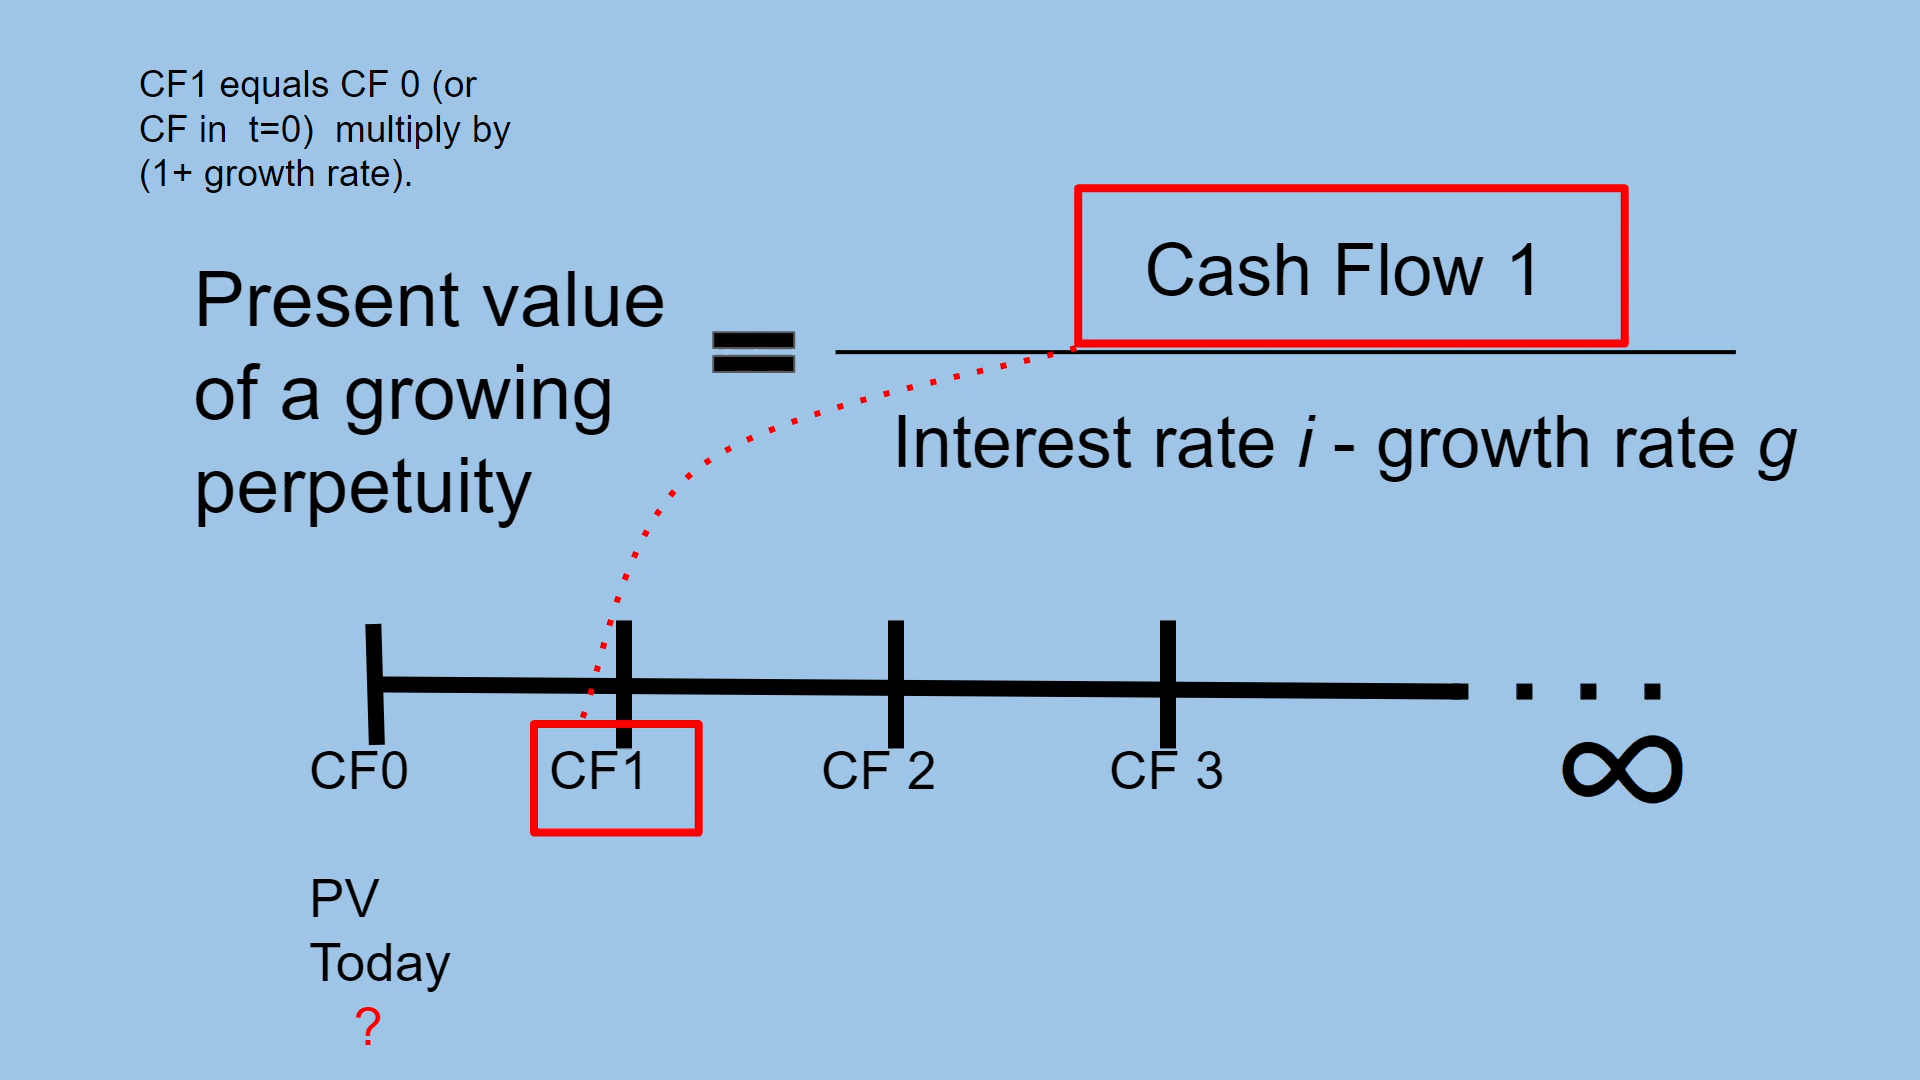 CF1 equals CF 0 (or
CF in  t=0)  multiply by
(1+ growth rate).
Present value
of a growing
perpetuity
=
Cash Flow 1
Interest rate i - growth rate g
CF0 CF1 CF 2 CF 3 ∞
PV
Today
?